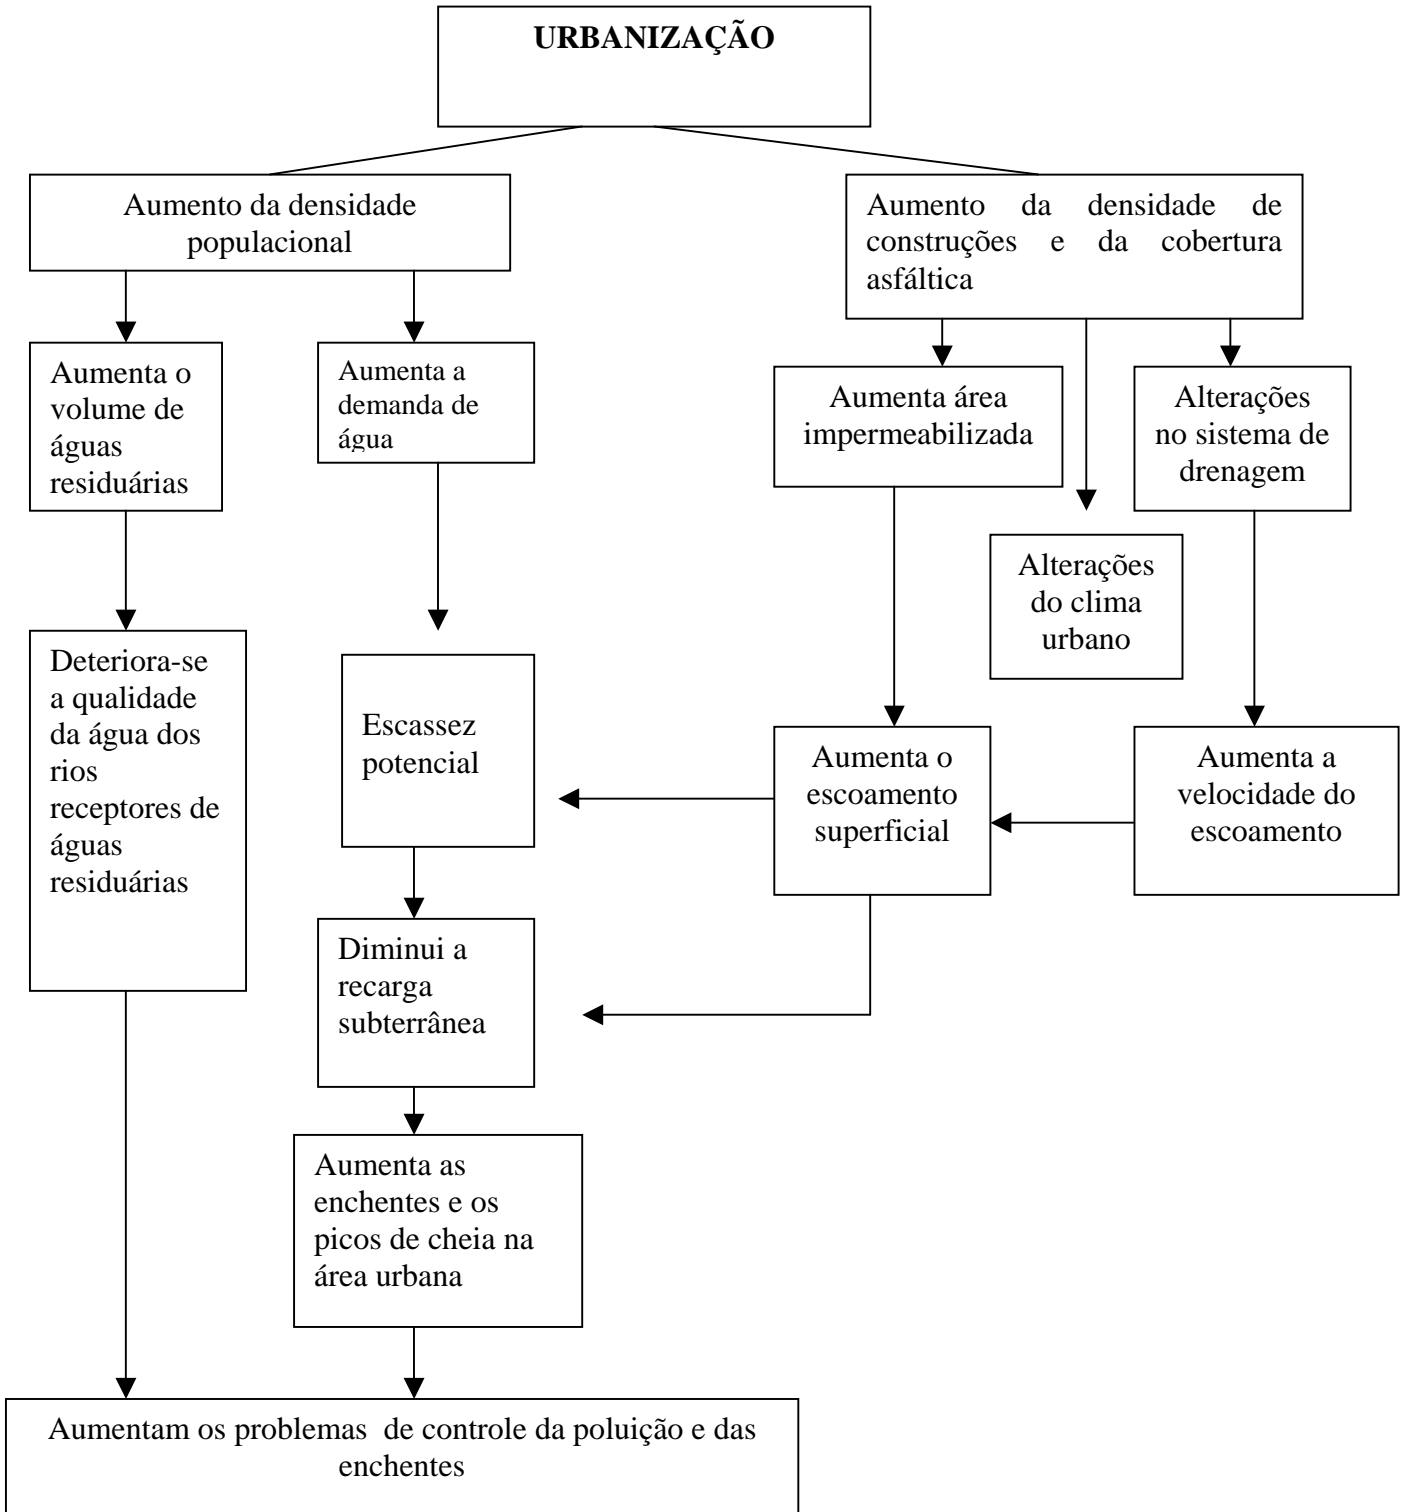 URBANIZAÇÃO
Aumento da densidade
populacional
Aumento da densidade de
construções e da cobertura
asfáltica
Aumenta o
volume de
águas
residuárias
Aumenta a
demanda de
água
Aumenta área
impermeabilizada
Alterações
no sistema de
drenagem
Alterações
do clima
urbano
Deteriora-se
a qualidade
da água dos
rios
receptores de
águas
residuárias
Escassez
potencial
Aumenta o
escoamento
superficial
Aumenta a
velocidade do
escoamento
Diminui a
recarga
subterrânea
Aumenta as
enchentes e os
picos de cheia na
área urbana
Aumentam os problemas de controle da poluição e das
enchentes